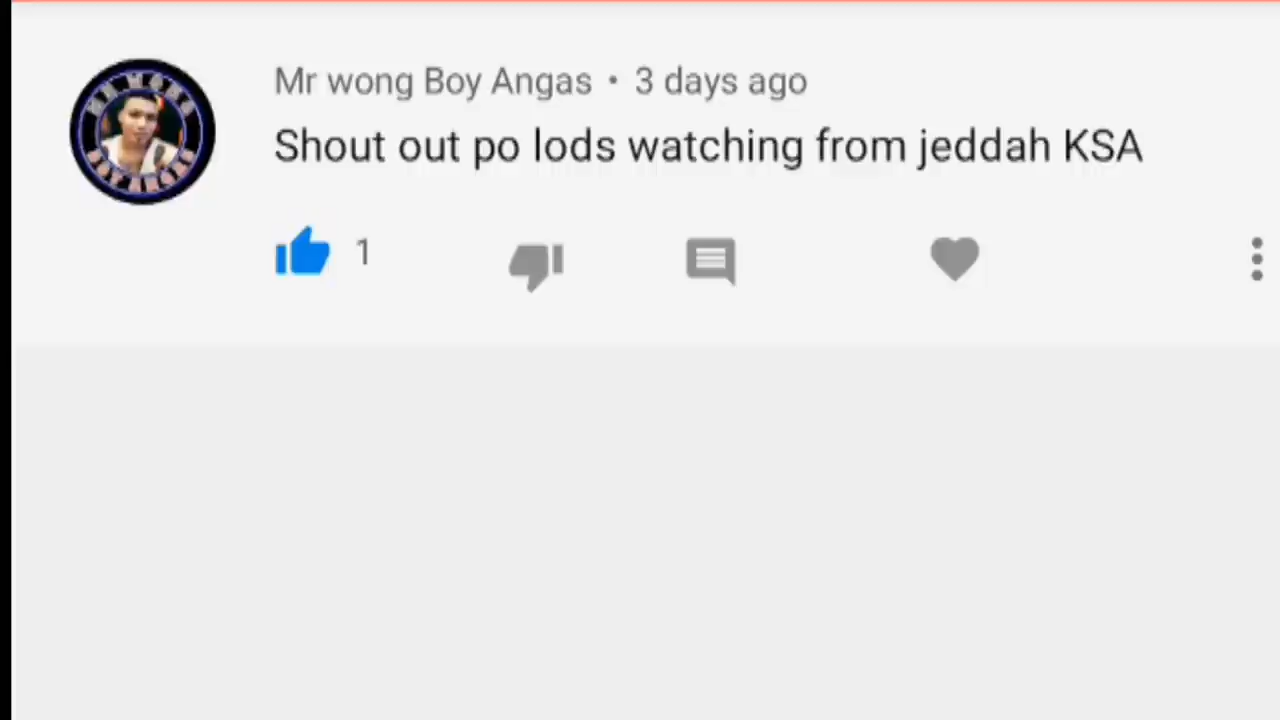 Mr wong Boy Angas • 3 days ago
Shout out po lods watching from jeddah KSA
1